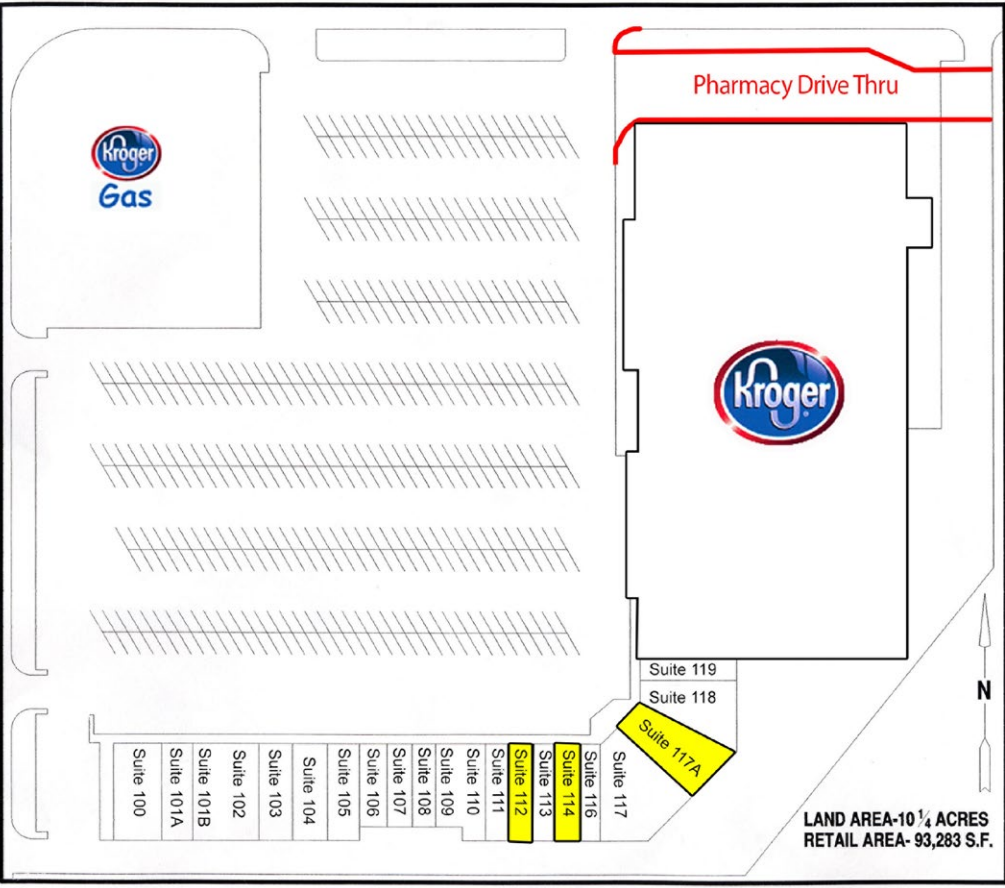 Pharmacy Drive Thru
Kroger
Gas
Kroger
Suite 119
Suite 118
Suite 117A
N
Suite 100
Suite 101A
Suite 101B
Suite 102
Suite 103
Suite 104
Suite 105
Suite 106
Suite 107
Suite 108
Suite 109
Suite 110
Suite 111
Suite 112
Suite 113
Suite 114
Suite 116
Suite 117
LAND AREA-10 ¼ ACRES
RETAIL AREA- 93,283 S.F.